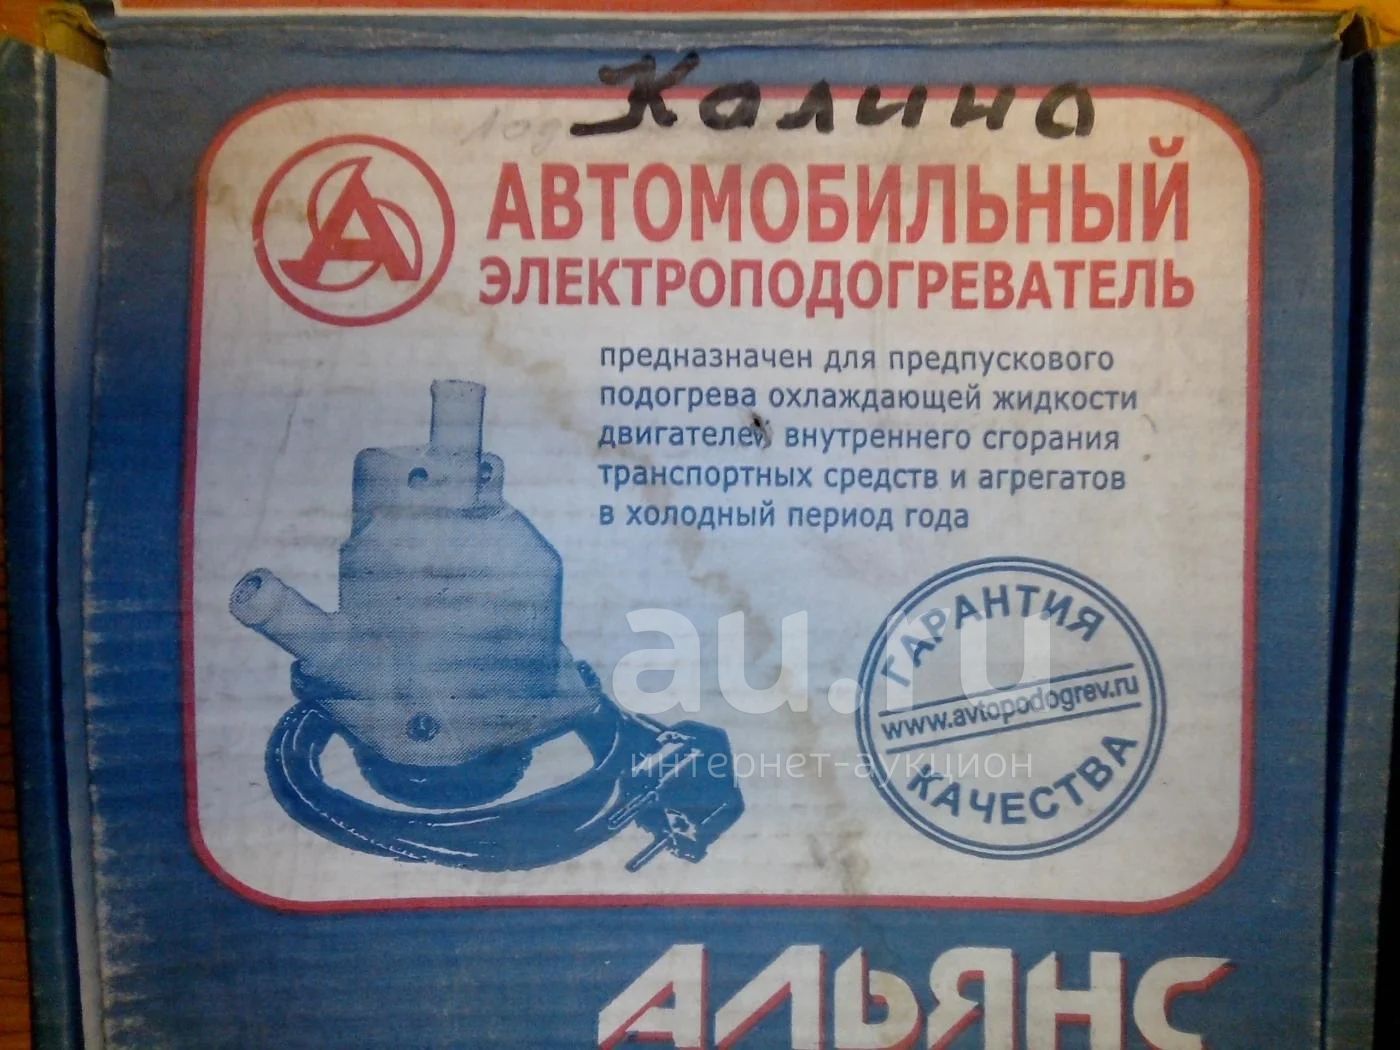 Калина
АВТОМОБИЛЬНЫЙ
ЭЛЕКТРОПОДОГРЕВАТЕЛЬ
предназначен для предпускового
подогрева охлаждающей жидкости
двигателей внутреннего сгорания
транспортных средств и агрегатов
в холодный период года
au.ru
интернет-аукцион
ГАРАНТИЯ
www.avtopodogrev.ru
КАЧЕСТВА
АЛЬЯНС